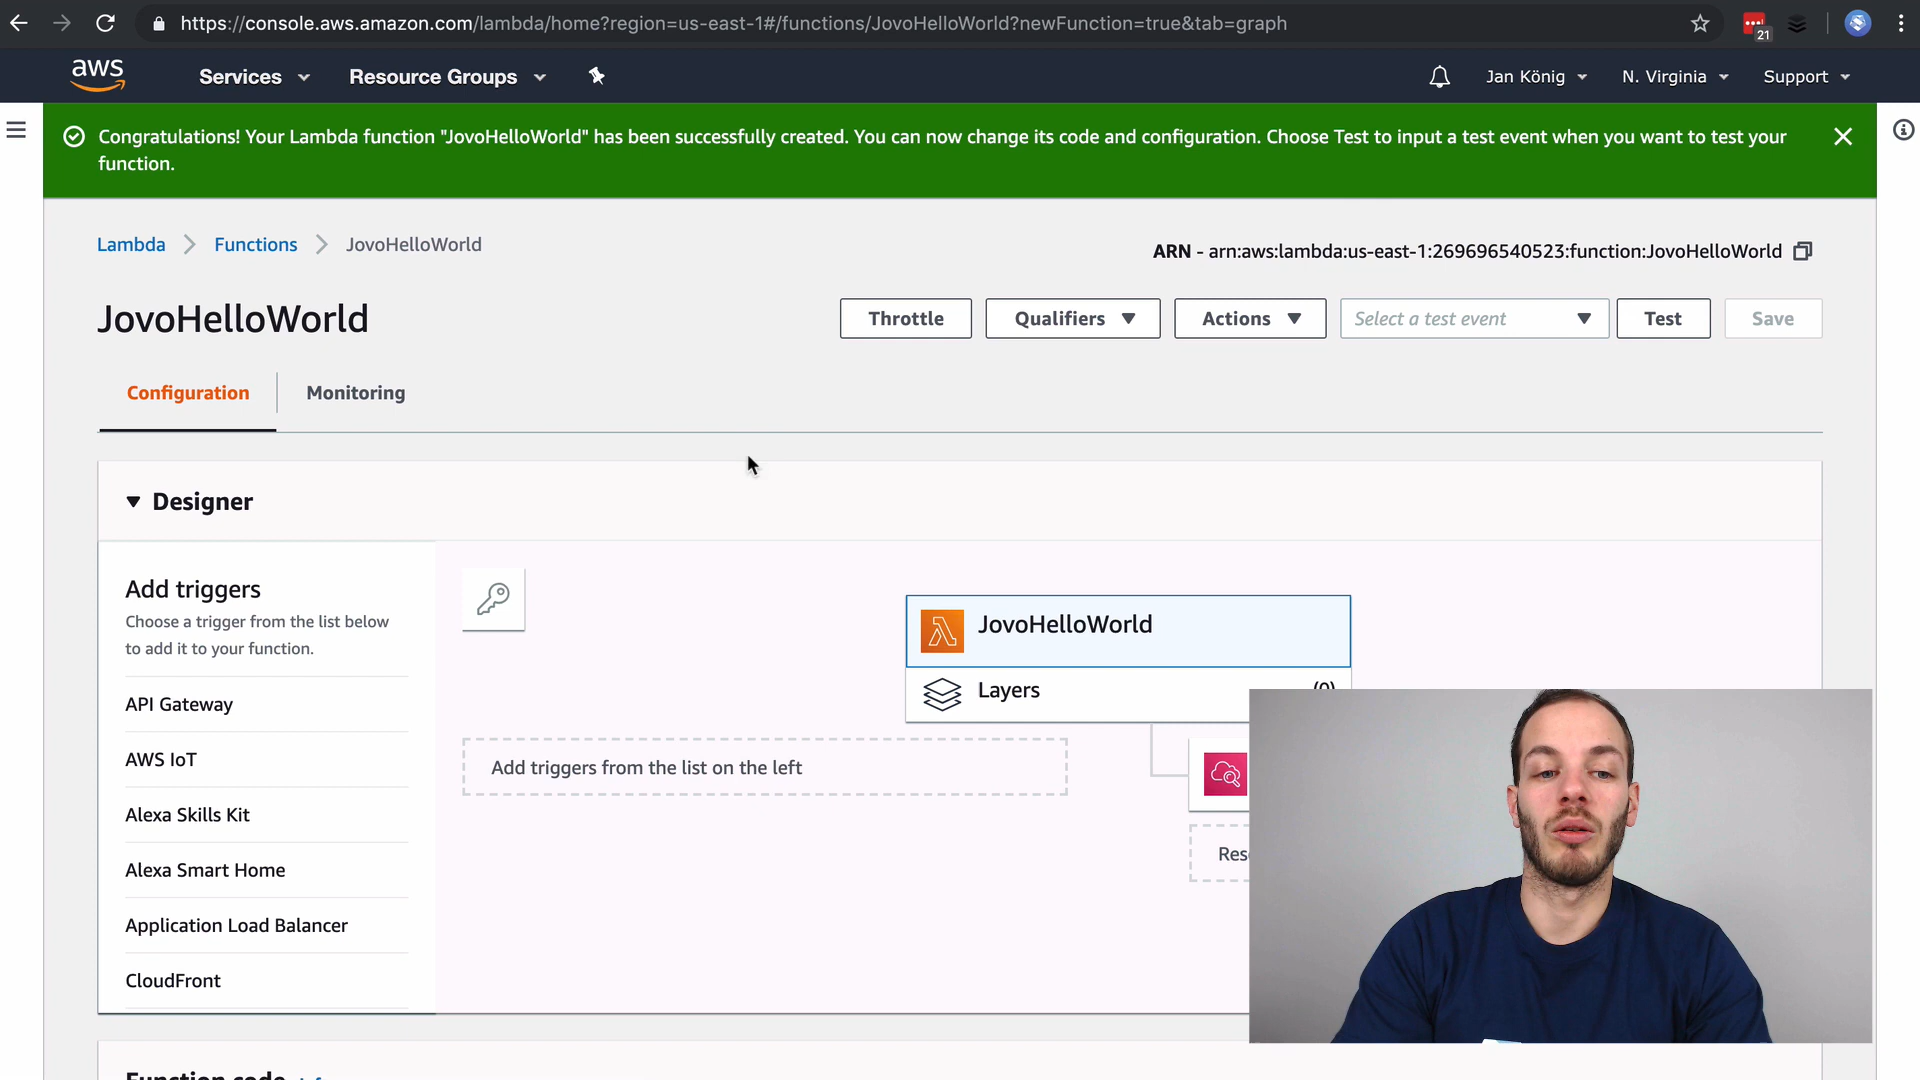 https://console.aws.amazon.com/lambda/home?region=us-east-1#/functions/JovoHelloWorld?newFunction=true&tab=graph
21
aws
Services
Resource Groups
Jan König
N. Virginia
Support
Congratulations! Your Lambda function "JovoHelloWorld" has been successfully created. You can now change its code and configuration. Choose Test to input a test event when you want to test your
function.
Lambda
Functions
JovoHelloWorld
ARN - arn:aws:lambda:us-east-1:269696540523:function:JovoHelloWorld
JovoHelloWorld
Throttle
Qualifiers
Actions
Select a test event
Test
Save
Configuration
Monitoring
Designer
Add triggers
Choose a trigger from the list below
to add it to your function.
API Gateway
AWS IoT
Alexa Skills Kit
Alexa Smart Home
Application Load Balancer
CloudFront
JovoHelloWorld
Layers
(0)
Add triggers from the list on the left
Function code